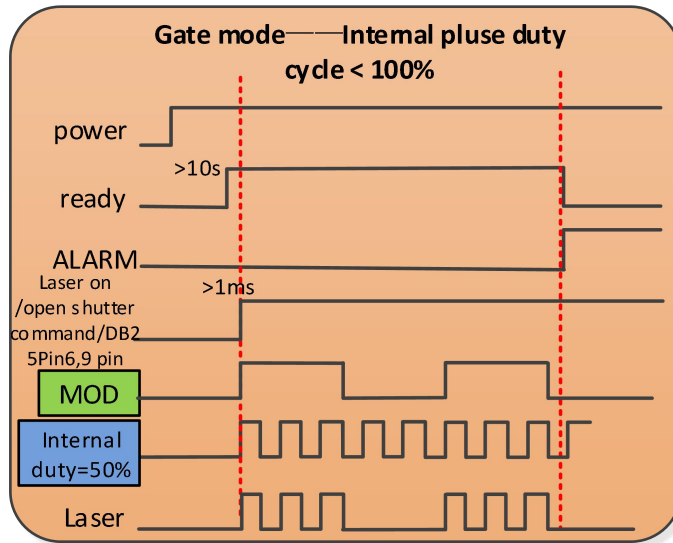 Gate mode——Internal pluse duty
cycle < 100%
power
>10s
ready
ALARM
Laser on
>1ms
/open shutter
command/DB2
5Pin6,9 pin
MOD
Internal
duty=50%
Laser